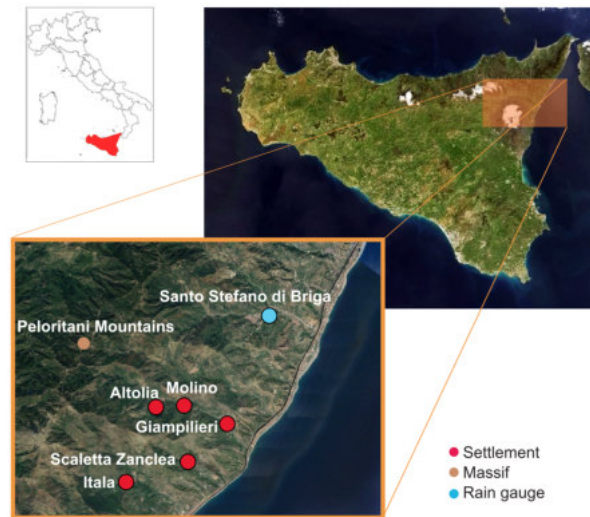 Santo Stefano di Briga
Peloritani Mountains
Altolia
Molino
Giampilieri
Scaletta Zanclea
Itala
Settlement
Massif
Rain gauge